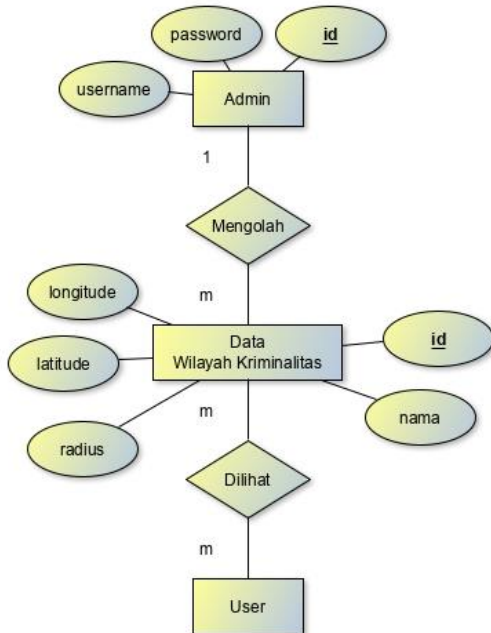 password
id
username
Admin
1
Mengolah
m
longitude
Data
Wilayah Kriminalitas
id
latitude
nama
radius
m
Dilihat
m
User